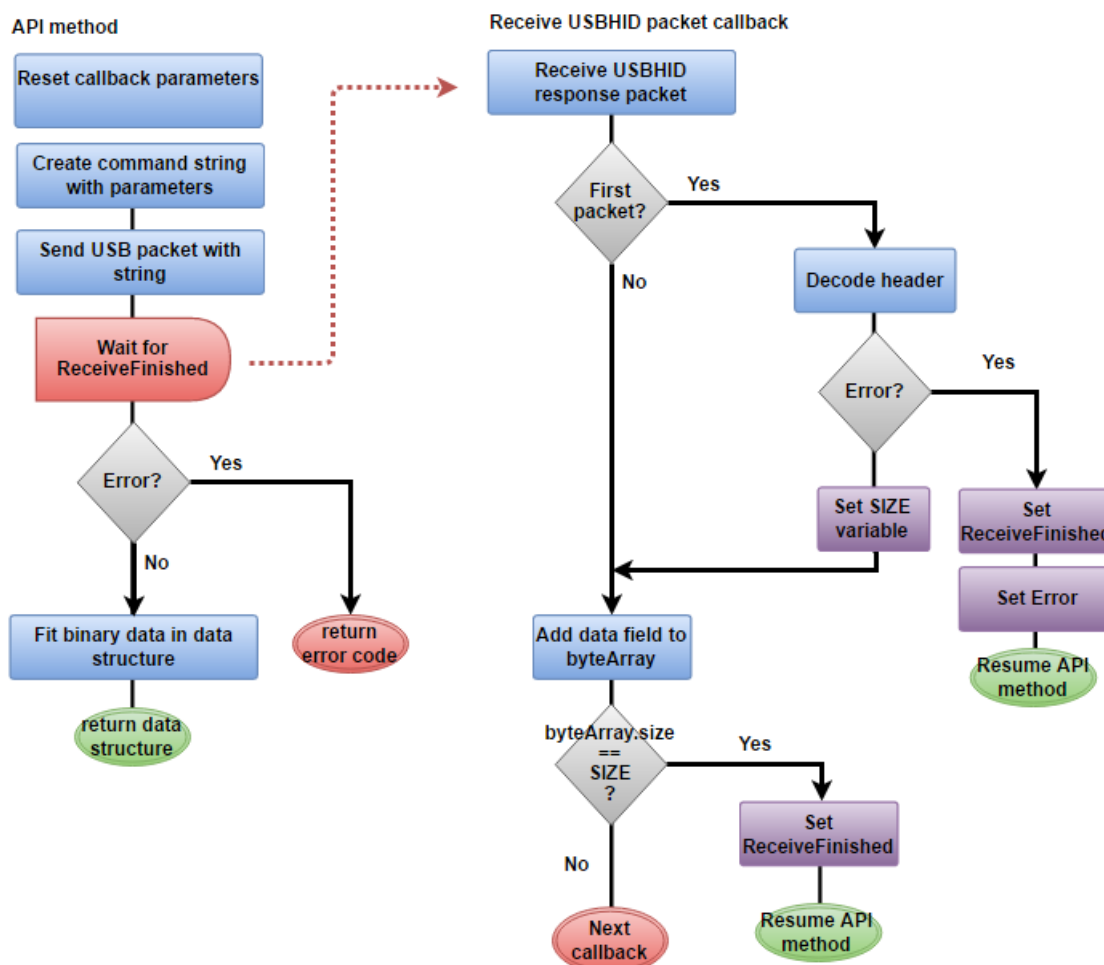 API method
Reset callback parameters
Create command string
with parameters
Send USB packet with
string
Wait for
ReceiveFinished
Error?
Yes
No
Fit binary data in data
structure
return
error code
return data
structure
Receive USBHID packet callback
Receive USBHID
response packet
First
packet?
Yes
No
Decode header
Error?
Yes
Set SIZE
variable
Set
ReceiveFinished
Set Error
Resume API
method
Add data field to
byteArray
byteArray.size
==
SIZE
?
Yes
No
Set
ReceiveFinished
Resume API
method
Next
callback